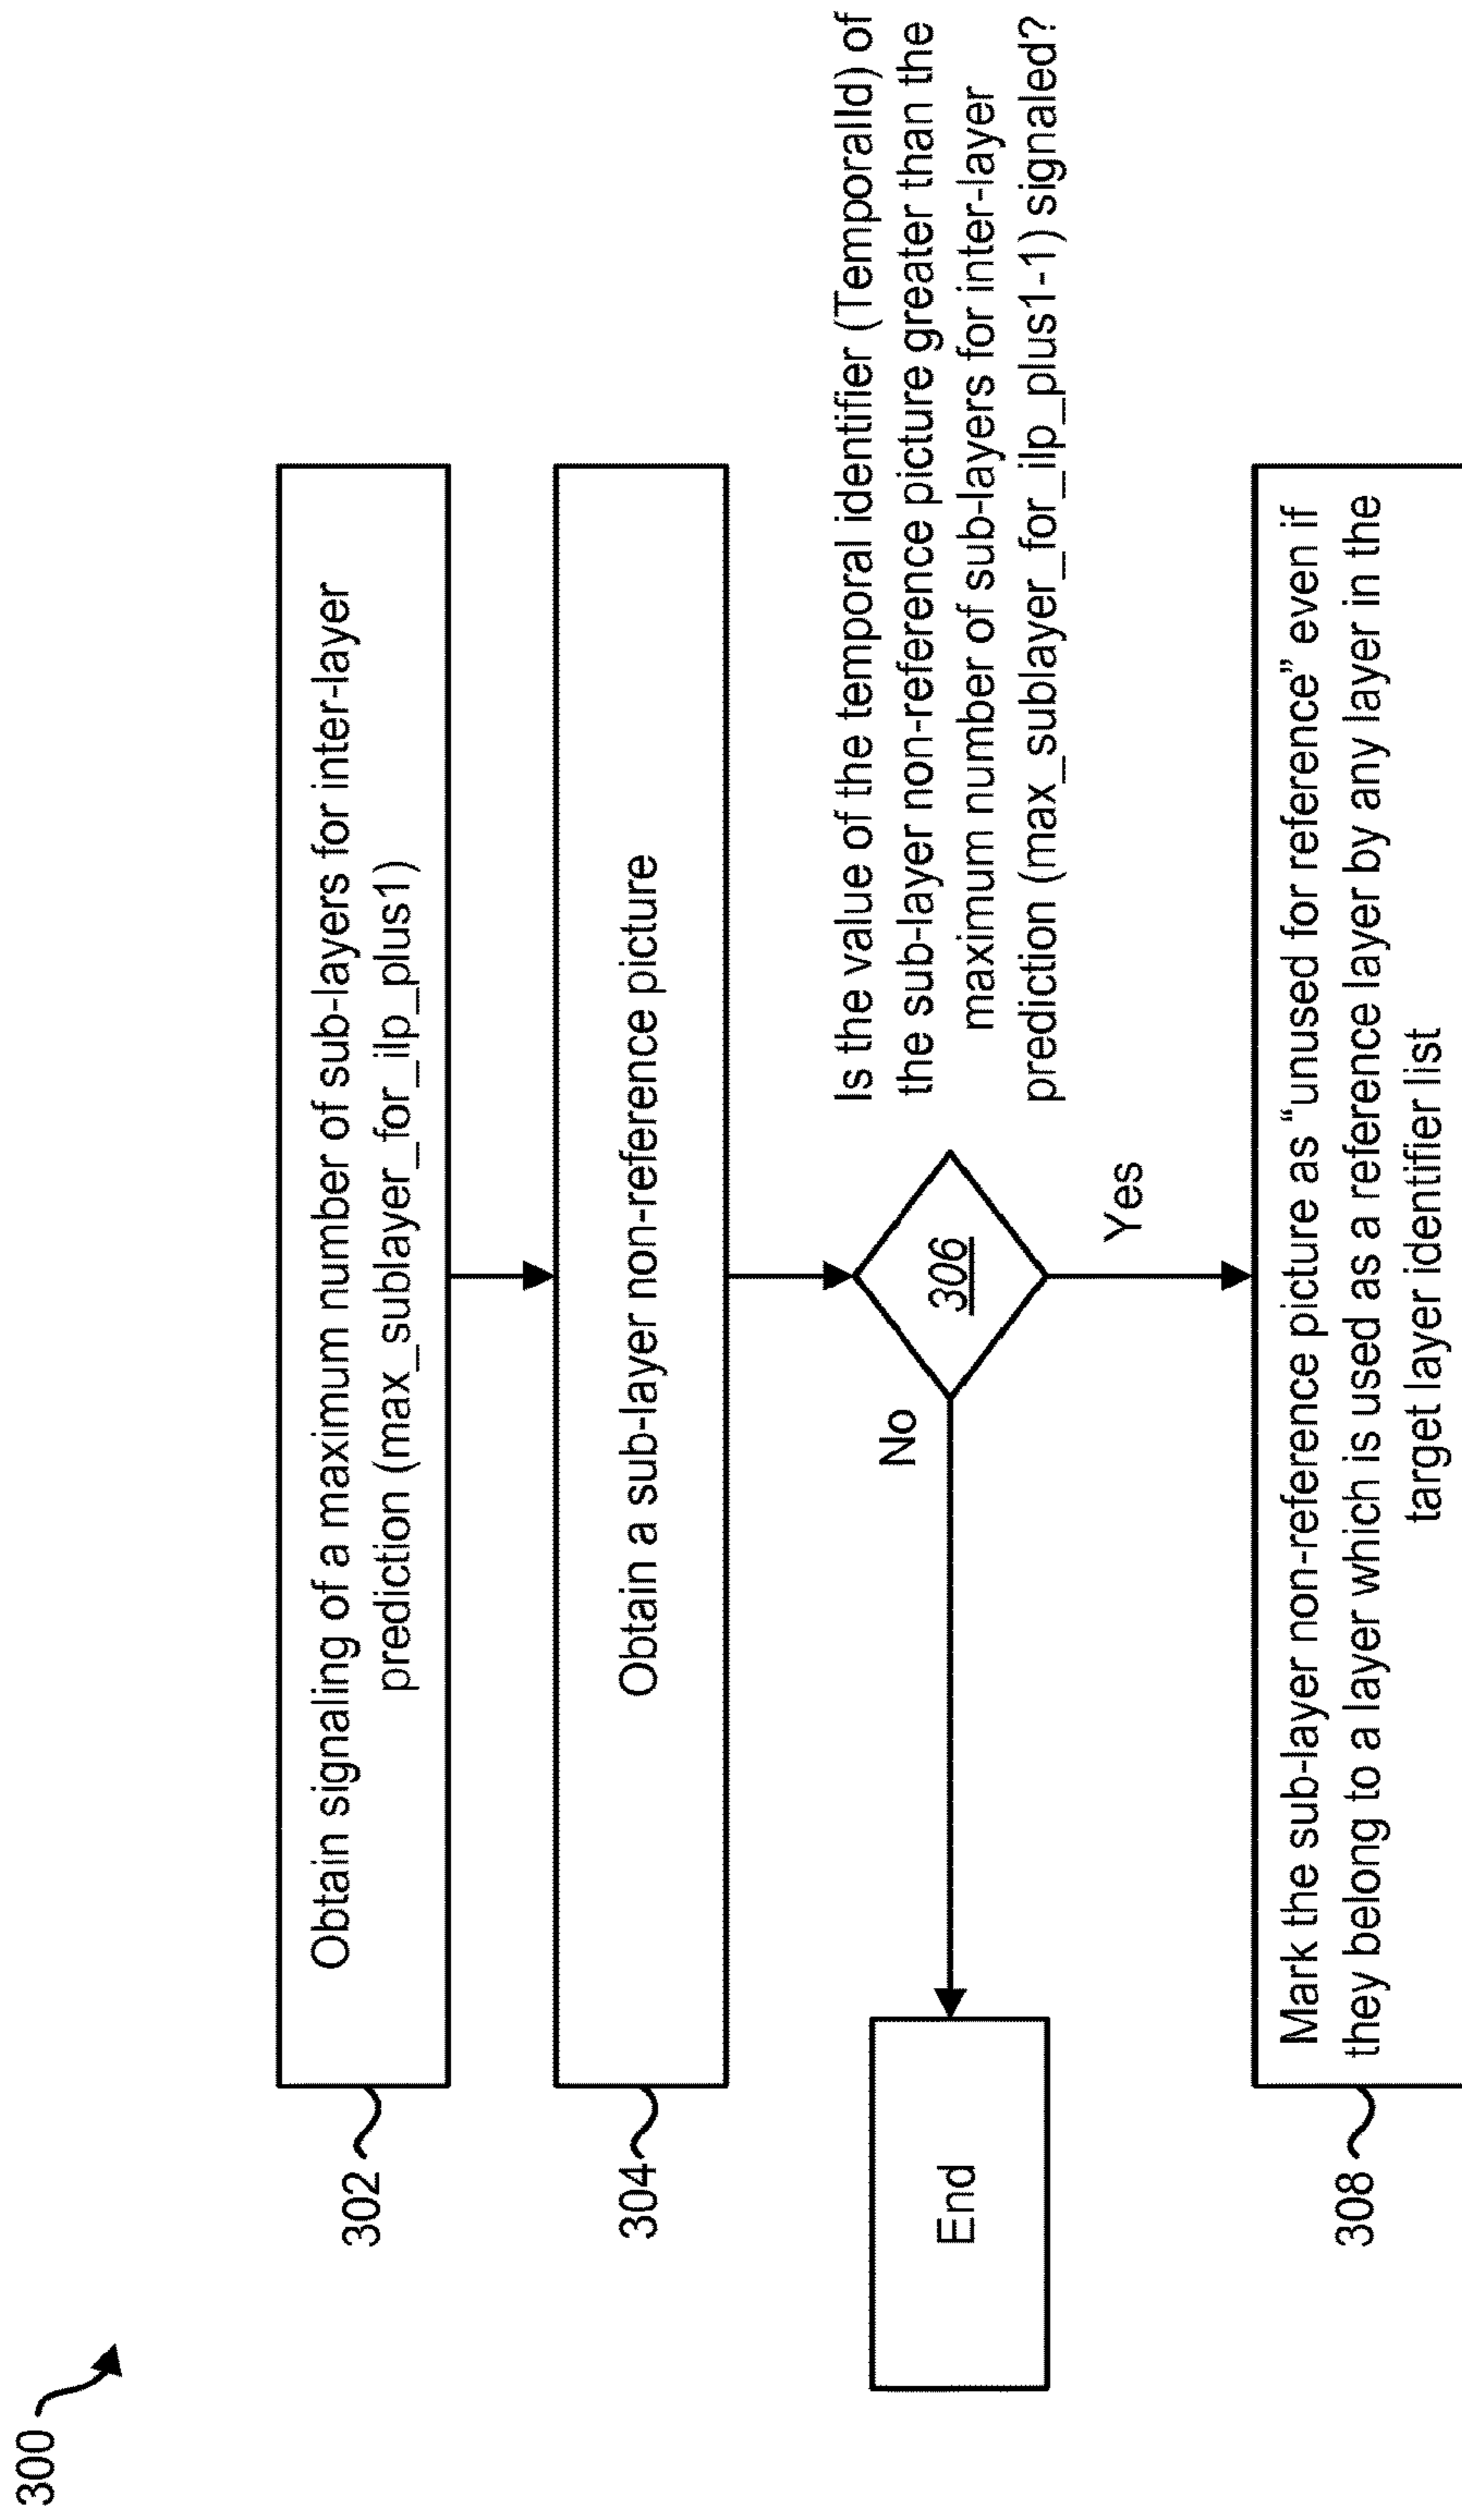 300
302
Obtain signaling of a maximum number of sub-layers for inter-layer
prediction (max_sublayer_for_ilp_plus1)
304
Obtain a sub-layer non-reference picture
Is the value of the temporal identifier (TemporalId) of
the sub-layer non-reference picture greater than the
maximum number of sub-layers for inter-layer
prediction (max_sublayer_for_ilp_plus1-1) signaled?
306
No
End
Yes
308
Mark the sub-layer non-reference picture as “unused for reference” even if
they belong to a layer which is used as a reference layer by any layer in the
target layer identifier list